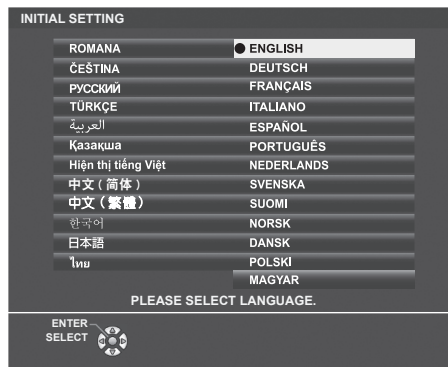 INITIAL SETTING
ROMANA
ČEŠTINA
РУССКИЙ
TÜRKÇE
العربية
Қазақша
Hiện thị tiếng Việt
中文 ( 简体 )
中文 ( 繁體 )
한국어
日本語
ไทย
ENGLISH
DEUTSCH
FRANÇAIS
ITALIANO
ESPAÑOL
PORTUGUÊS
NEDERLANDS
SVENSKA
SUOMI
NORSK
DANSK
POLSKI
MAGYAR
PLEASE SELECT LANGUAGE.
ENTER
SELECT